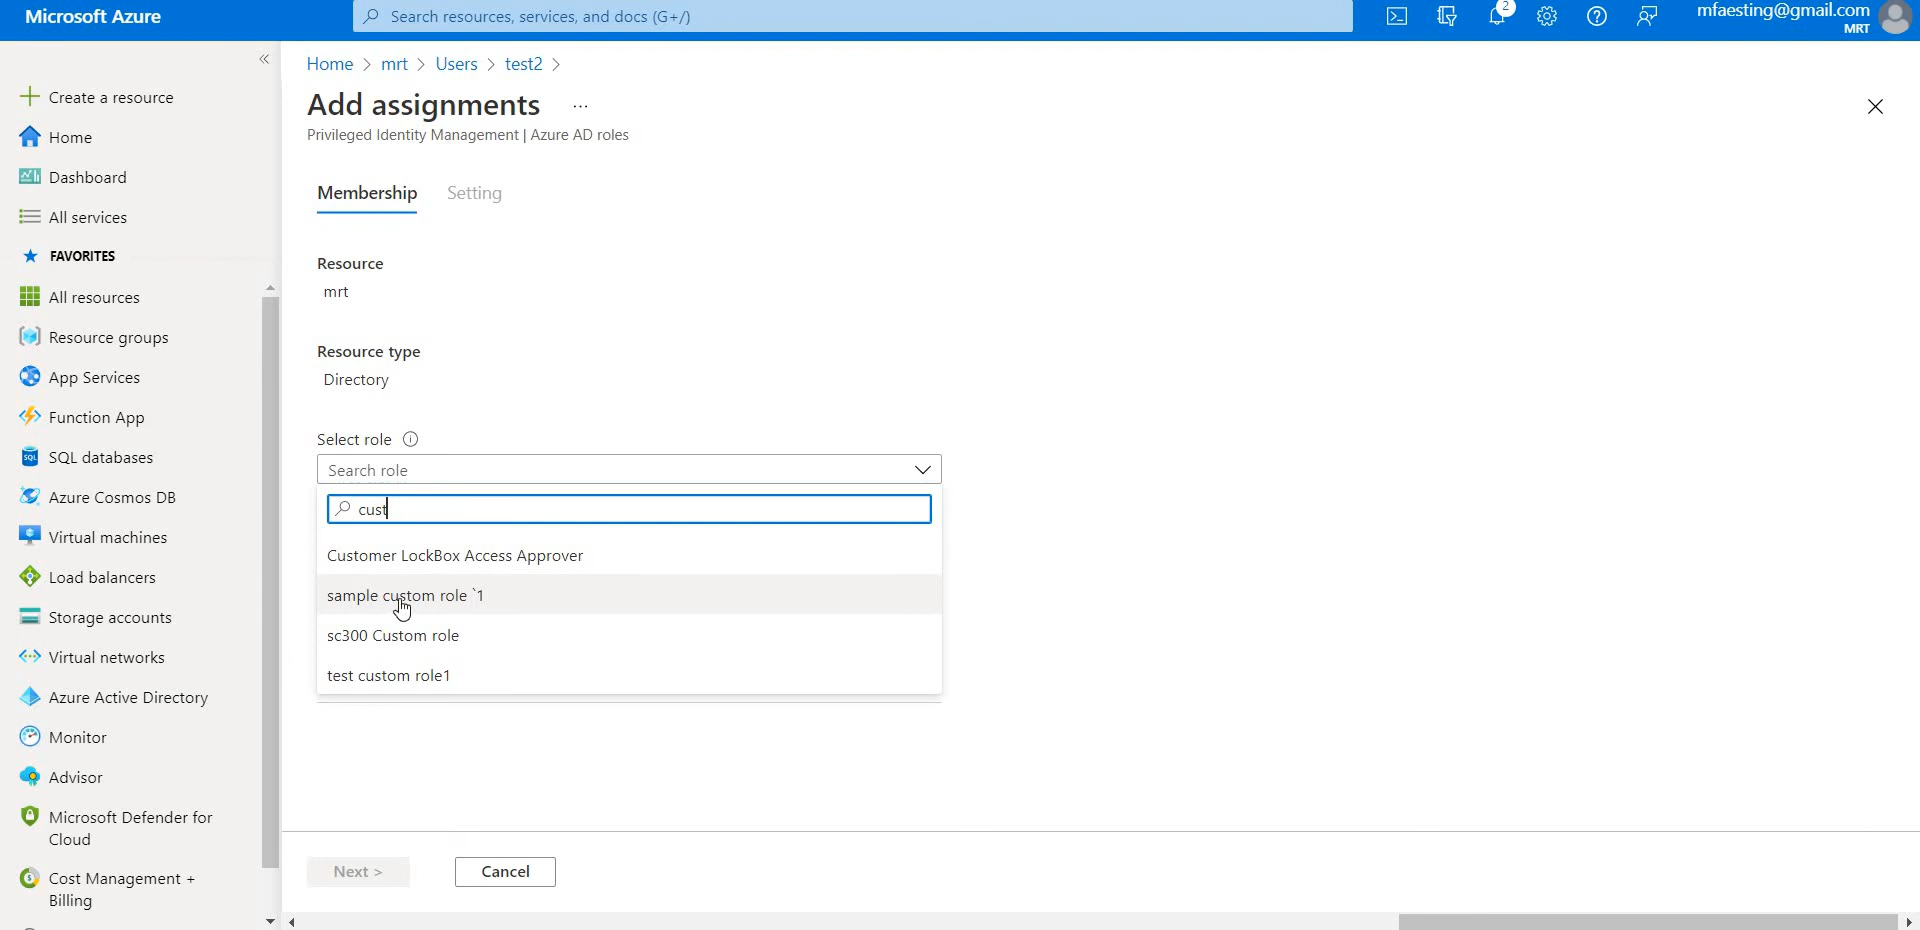 Microsoft Azure
Search resources, services, and docs (G+/)
2
mfaesting@gmail.com
MRT
Create a resource
Home
Dashboard
All services
FAVORITES
All resources
Resource groups
App Services
Function App
SQL databases
Azure Cosmos DB
Virtual machines
Load balancers
Storage accounts
Virtual networks
Azure Active Directory
Monitor
Advisor
Microsoft Defender for
Cloud
Cost Management +
Billing
Home > mrt > Users > test2 >
Add assignments ...
Privileged Identity Management | Azure AD roles
Membership Setting
Resource
mrt
Resource type
Directory
Select role
Search role
cust
Customer LockBox Access Approver
sample custom role `1
sc300 Custom role
test custom role1
Next > Cancel